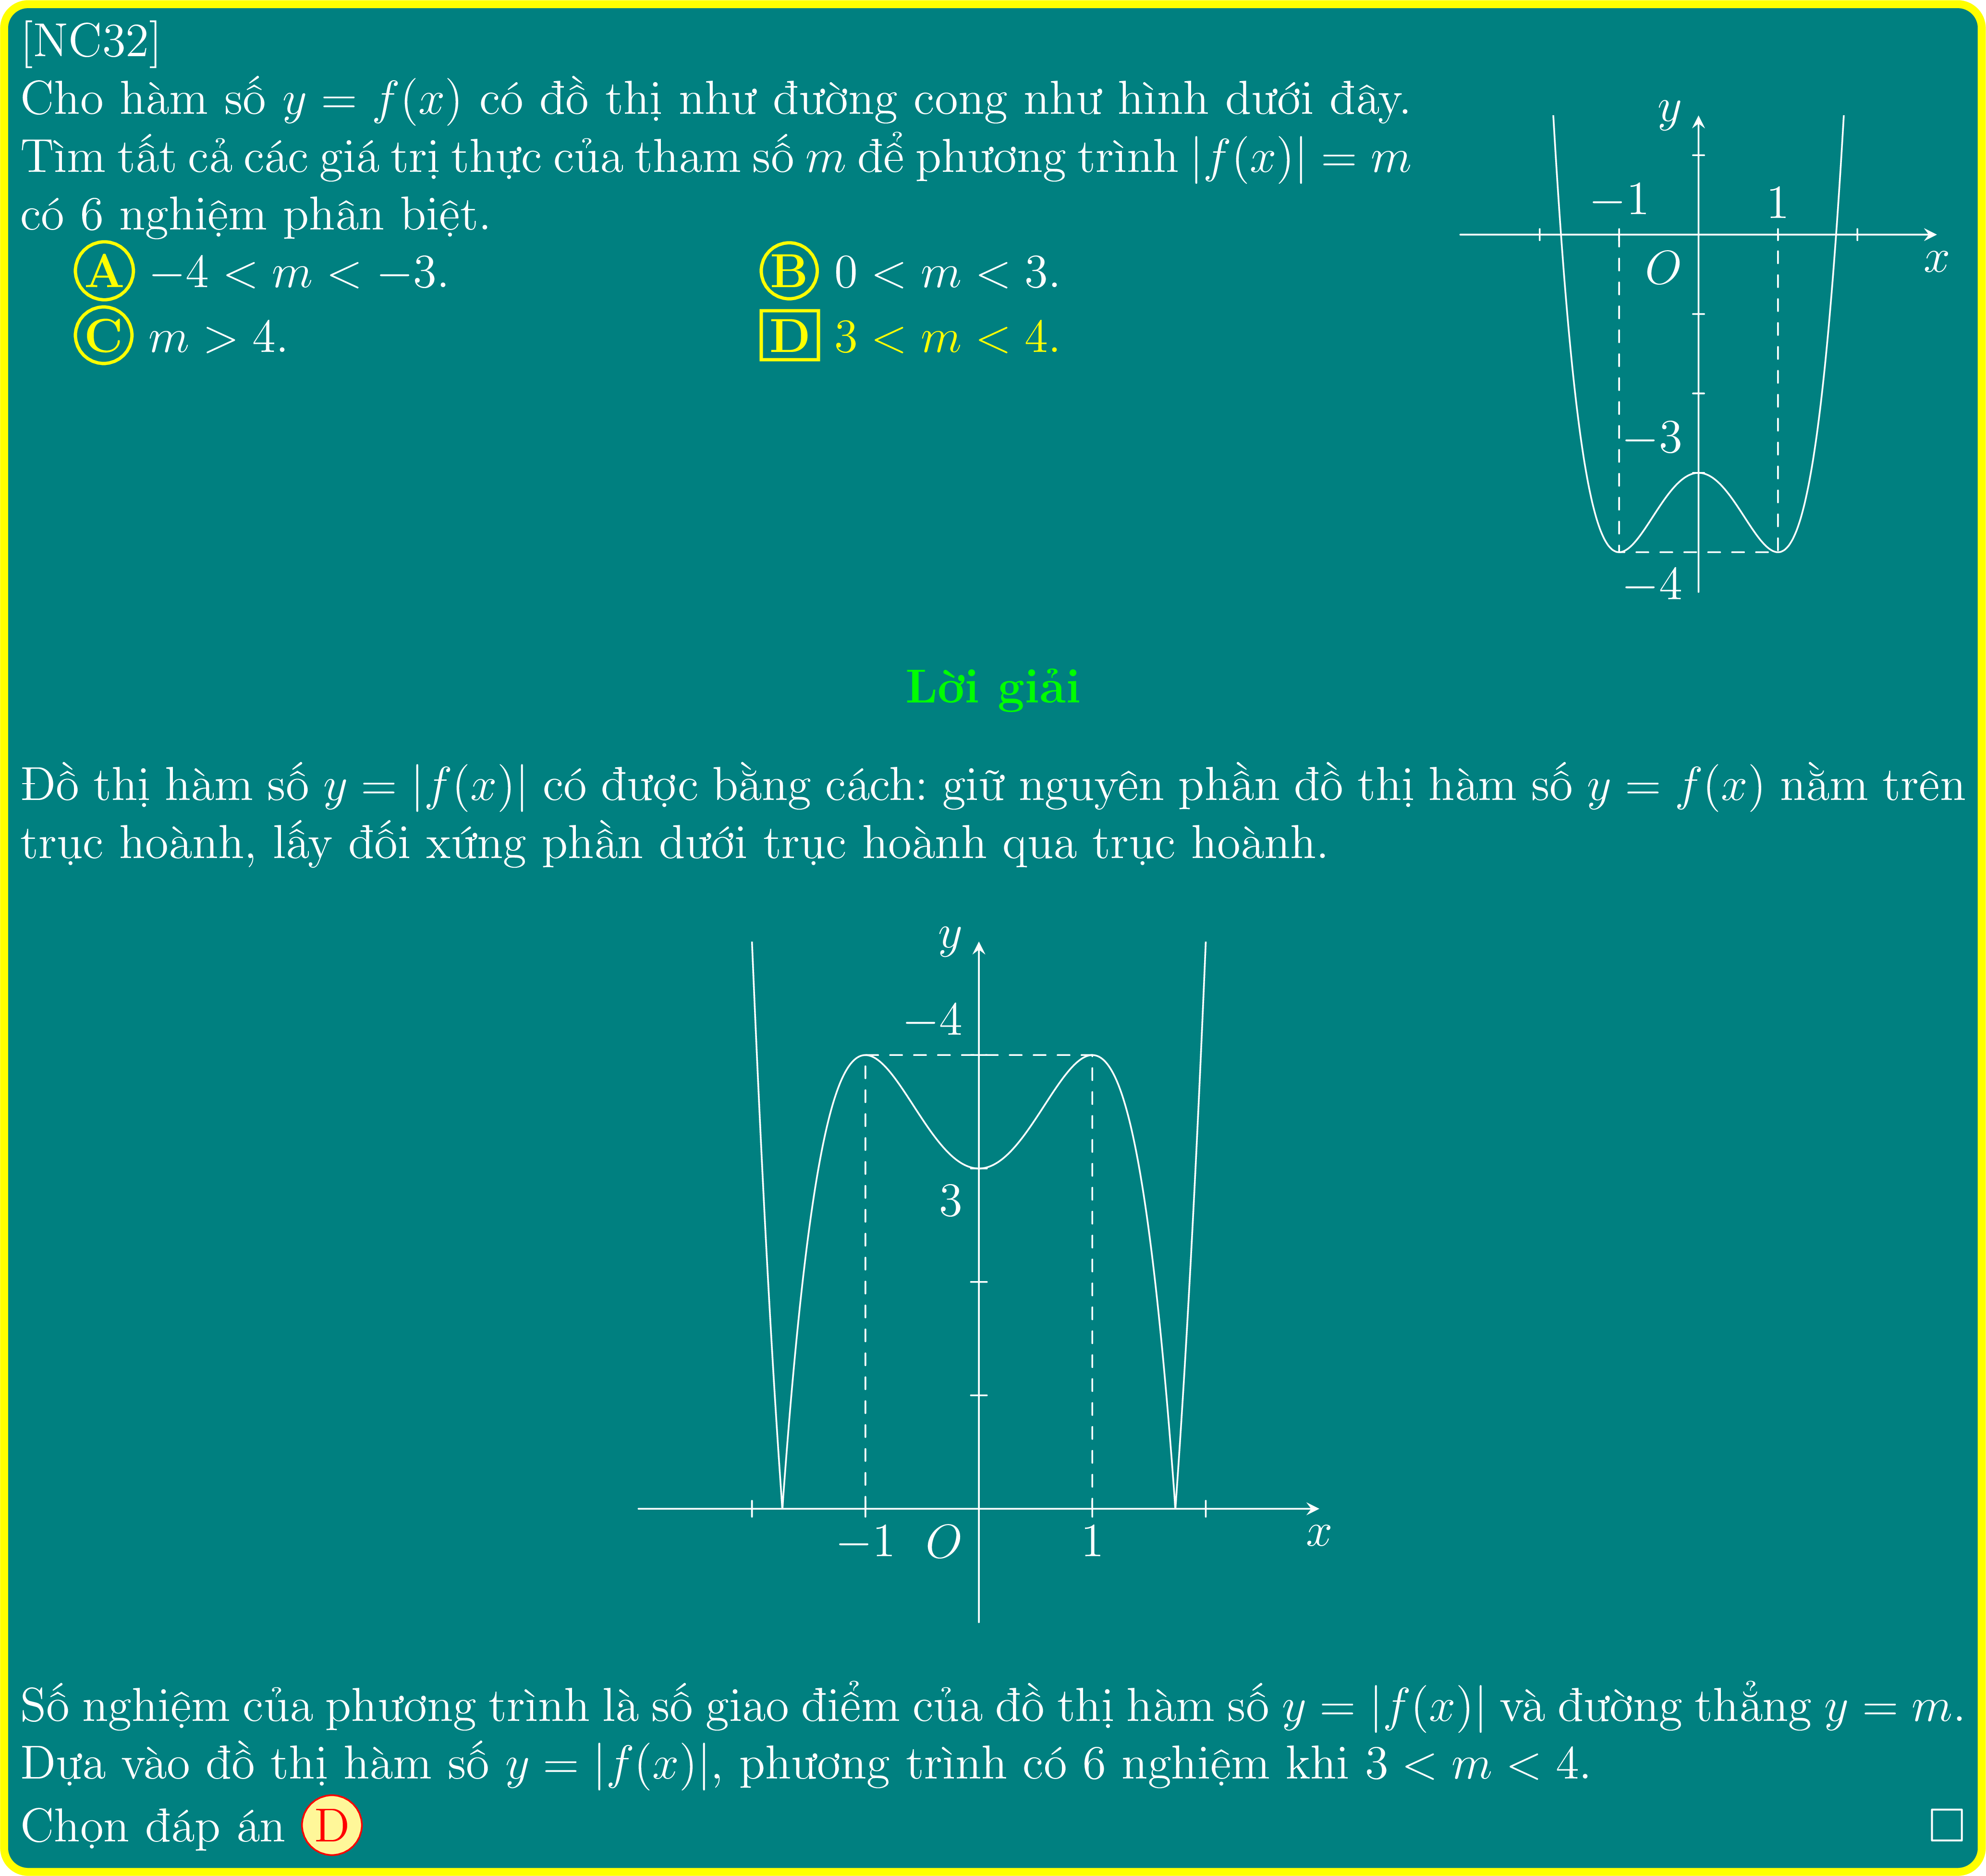 [NC32]
Cho hàm số y = f(x) có đồ thị như đường cong như hình dưới đây.
Tìm tất cả các giá trị thực của tham số m để phương trình |f(x)| = m
có 6 nghiệm phân biệt.
A −4 < m < −3.
B 0 < m < 3.
C m > 4.
D 3 < m < 4.
y
−1
1
O
x
−3
−4
Lời giải
Đồ thị hàm số y = |f(x)| có được bằng cách: giữ nguyên phần đồ thị hàm số y = f(x) nằm trên
trục hoành, lấy đối xứng phần dưới trục hoành qua trục hoành.
y
−4
3
−1
O
1
x
Số nghiệm của phương trình là số giao điểm của đồ thị hàm số y = |f(x)| và đường thẳng y = m.
Dựa vào đồ thị hàm số y = |f(x)|, phương trình có 6 nghiệm khi 3 < m < 4.
Chọn đáp án D □